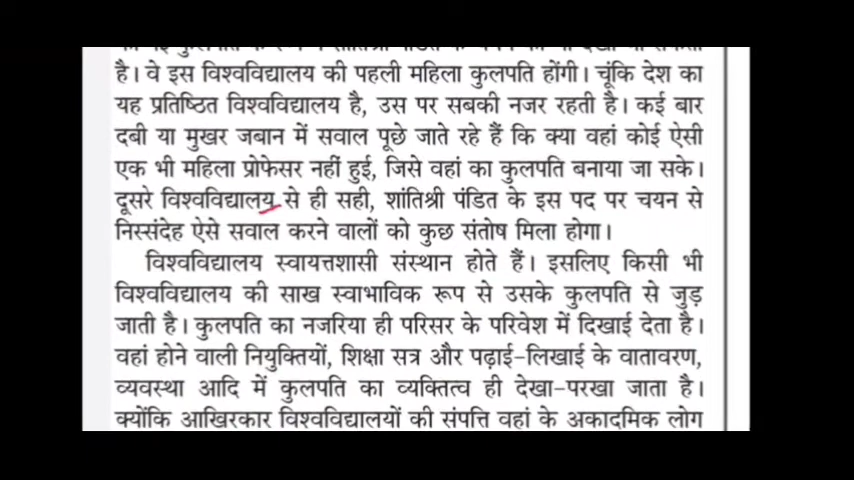 है। वे इस विश्वविद्यालय की पहली महिला कुलपति होंगी। चूंकि देश का
यह प्रतिष्ठित विश्वविद्यालय है, उस पर सबकी नजर रहती है। कई बार
दबी या मुखर जबान में सवाल पूछे जाते रहे हैं कि क्या वहां कोई ऐसी
एक भी महिला प्रोफेसर नहीं हुई, जिसे वहां का कुलपति बनाया जा सके।
दूसरे विश्वविद्यालय से ही सही, शांतिश्री पंडित के इस पद पर चयन से
निस्संदेह ऐसे सवाल करने वालों को कुछ संतोष मिला होगा।
विश्वविद्यालय स्वायत्तशासी संस्थान होते हैं। इसलिए किसी भी
विश्वविद्यालय की साख स्वाभाविक रूप से उसके कुलपति से जुड़
जाती है। कुलपति का नजरिया ही परिसर के परिवेश में दिखाई देता है।
वहां होने वाली नियुक्तियों, शिक्षा सत्र और पढ़ाई-लिखाई के वातावरण,
व्यवस्था आदि में कुलपति का व्यक्तित्व ही देखा-परखा जाता है।
क्योंकि आखिरकार विश्वविद्यालयों की संपत्ति वहां के अकादमिक लोग